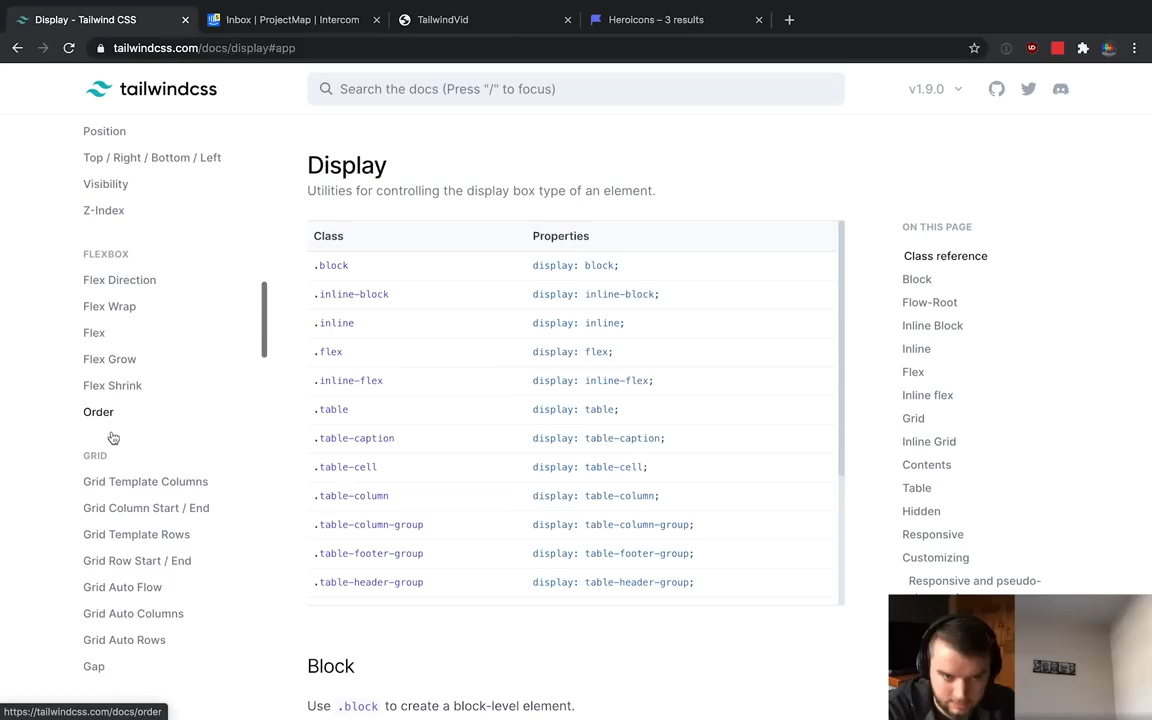 Display - Tailwind CSS
Inbox | ProjectMap | Intercom
TailwindVid
Heroicons – 3 results
tailwindcss.com/docs/display#app
tailwindcss
Search the docs (Press "/" to focus)
v1.9.0
Position
Top / Right / Bottom / Left
Visibility
Z-Index
FLEXBOX
Flex Direction
Flex Wrap
Flex
Flex Grow
Flex Shrink
Order
GRID
Grid Template Columns
Grid Column Start / End
Grid Template Rows
Grid Row Start / End
Grid Auto Flow
Grid Auto Columns
Grid Auto Rows
Gap
https://tailwindcss.com/docs/order
Display
Utilities for controlling the display box type of an element.
Class Properties
.block display: block;
.inline-block display: inline-block;
.inline display: inline;
.flex display: flex;
.inline-flex display: inline-flex;
.table display: table;
.table-caption display: table-caption;
.table-cell display: table-cell;
.table-column display: table-column;
.table-column-group display: table-column-group;
.table-footer-group display: table-footer-group;
.table-header-group display: table-header-group;
Block
Use .block to create a block-level element.
ON THIS PAGE
Class reference
Block
Flow-Root
Inline Block
Inline
Flex
Inline flex
Grid
Inline Grid
Contents
Table
Hidden
Responsive
Customizing
Responsive and pseudo-